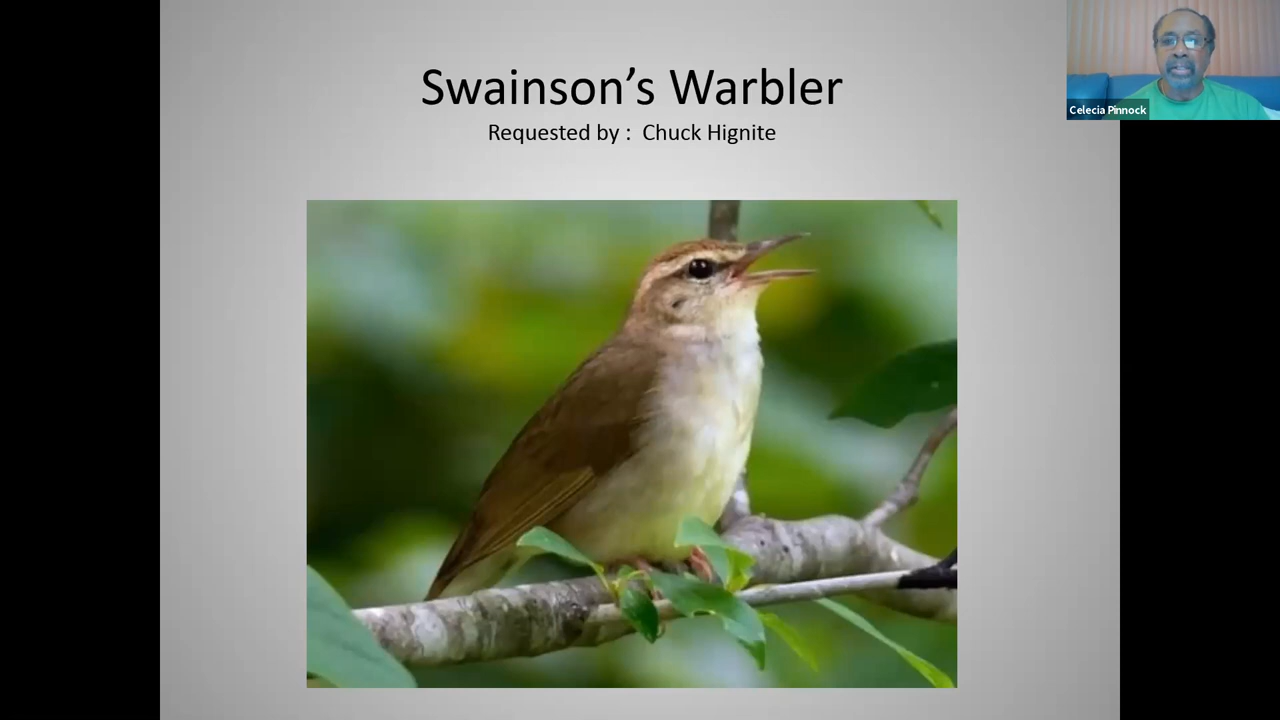 Swainson’s Warbler
Requested by :  Chuck Hignite
Celecia Pinnock